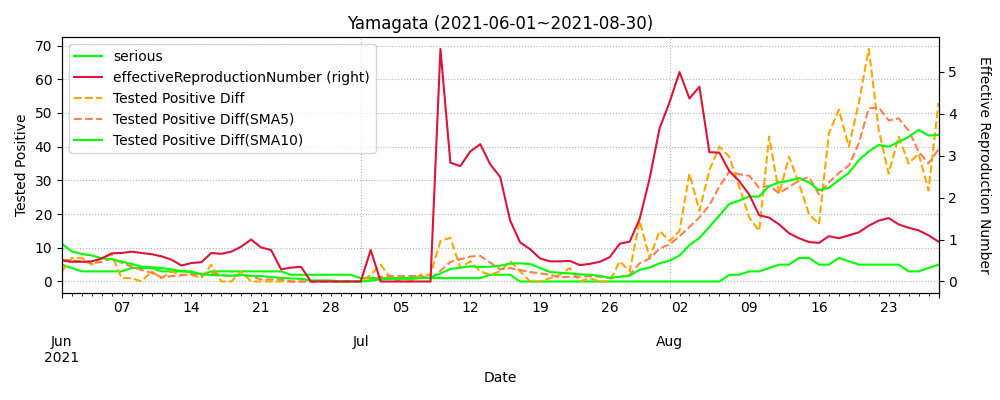 Yamagata (2021-06-01~2021-08-30)
serious
effectiveReproductionNumber (right)
Tested Positive Diff
Tested Positive Diff(SMA5)
Tested Positive Diff(SMA10)
Tested Positive
70
60
50
40
30
20
10
0
Effective Reproduction Number
5
4
3
2
1
0
07 14 21 28 05 12 19 26 02 09 16 23
Jun Jul Aug
2021
Date